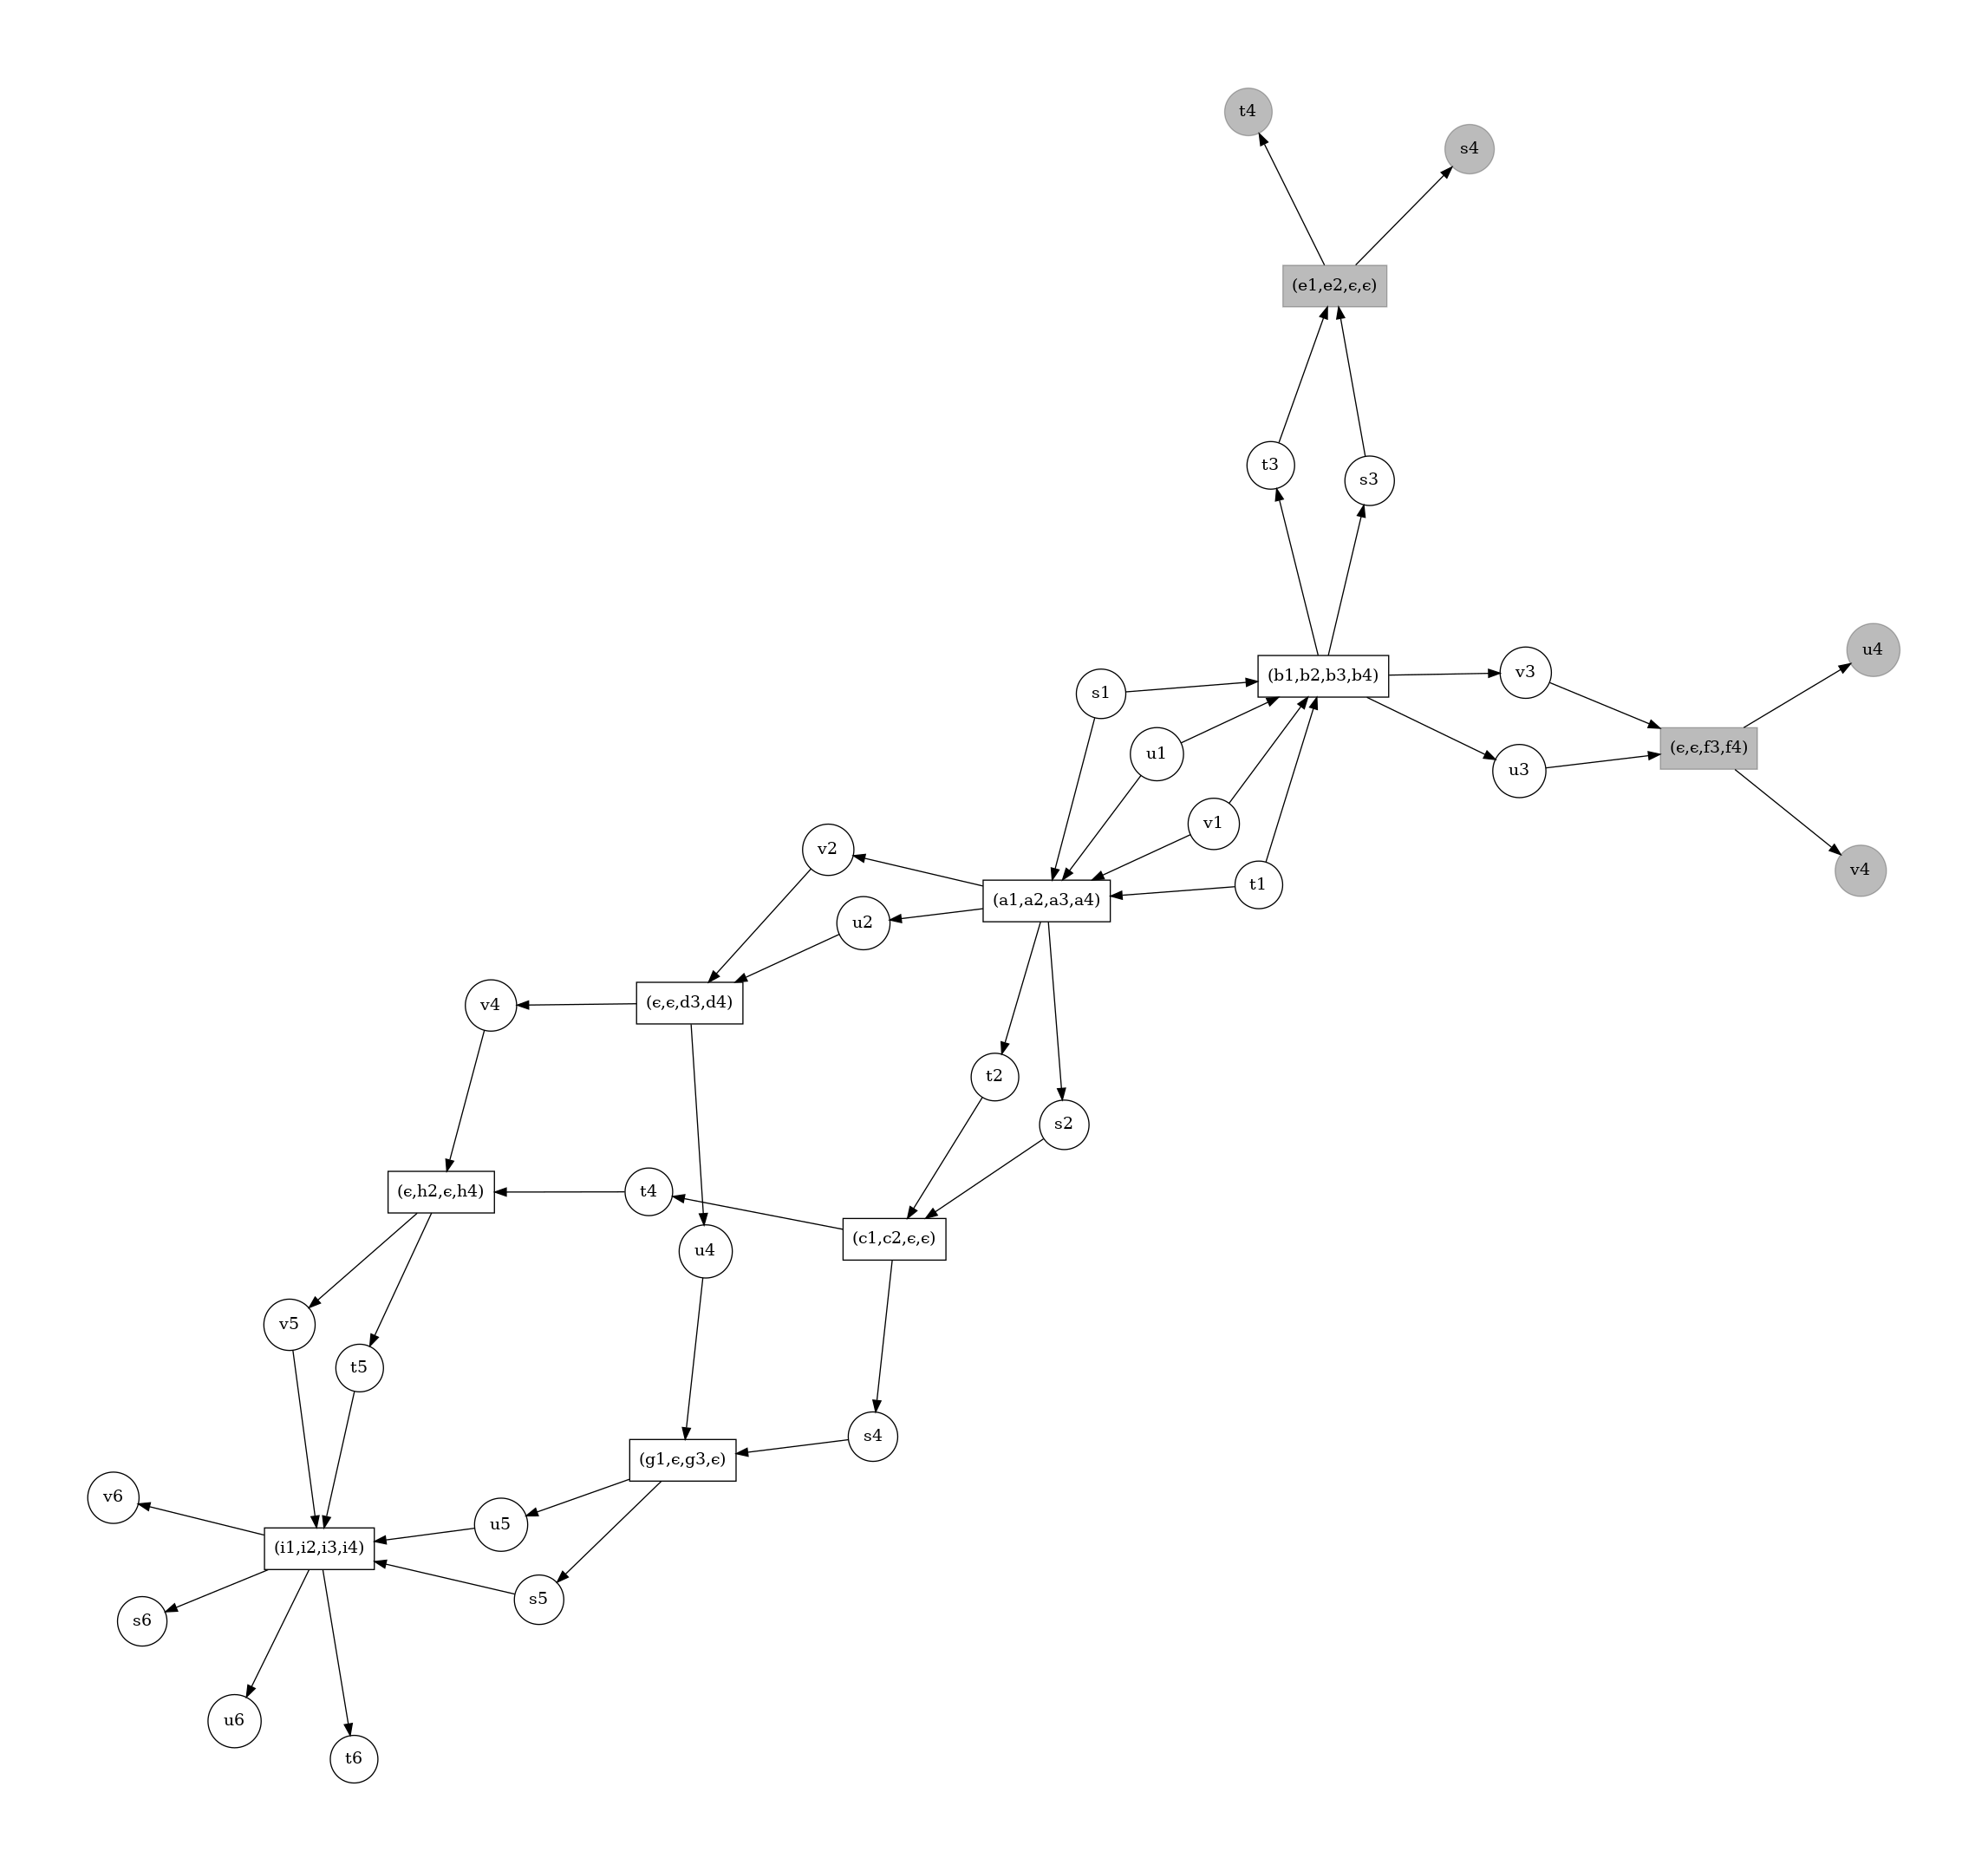 t4
s4
(e1,e2,ϵ,ϵ)
t3
s3
u4
(b1,b2,b3,b4)
v3
s1
u1
(ϵ,ϵ,f3,f4)
u3
v1
v2
v4
t1
(a1,a2,a3,a4)
u2
(ϵ,ϵ,d3,d4)
v4
t2
s2
(ϵ,h2,ϵ,h4)
t4
(c1,c2,ϵ,ϵ)
u4
v5
t5
s4
(g1,ϵ,g3,ϵ)
v6
u5
(i1,i2,i3,i4)
s5
s6
u6
t6